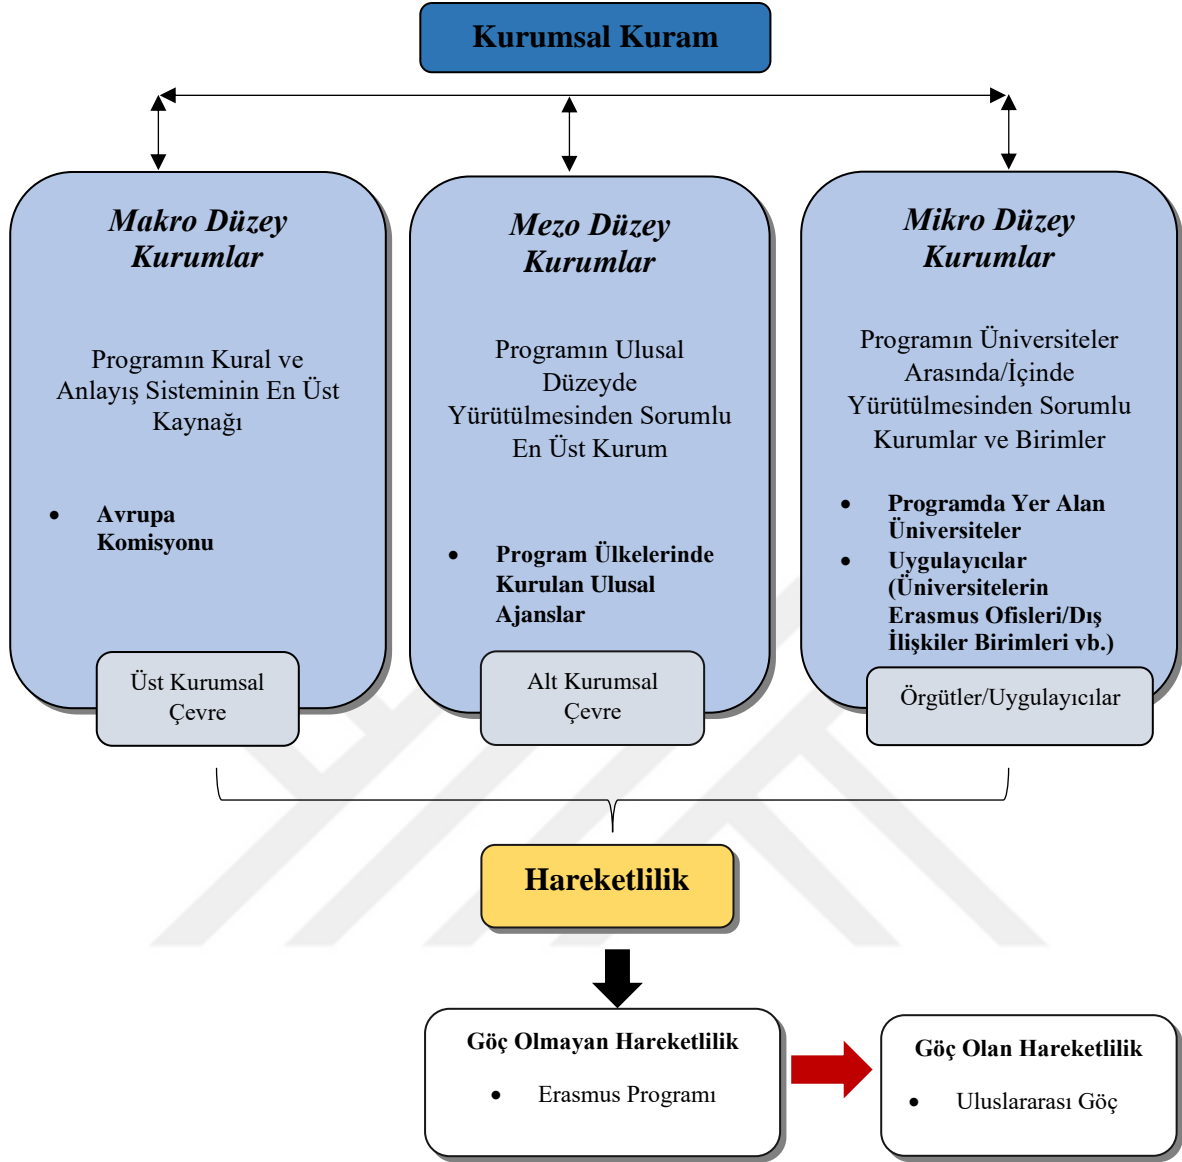 Kurumsal Kuram
Makro Düzey
Kurumlar
Programın Kural ve
Anlayış Sisteminin En Üst
Kaynağı
• Avrupa
Komisyonu
Üst Kurumsal
Çevre
Mezo Düzey
Kurumlar
Programın Ulusal
Düzeyde
Yürütülmesinden Sorumlu
En Üst Kurum
• Program Ülkelerinde
Kurulan Ulusal
Ajanslar
Alt Kurumsal
Çevre
Mikro Düzey
Kurumlar
Programın Üniversiteler
Arasında/İçinde
Yürütülmesinden Sorumlu
Kurumlar ve Birimler
• Programda Yer Alan
Üniversiteler
• Uygulayıcılar
(Üniversitelerin
Erasmus Ofisleri/Dış
İlişkiler Birimleri vb.)
Örgütler/Uygulayıcılar
Hareketlilik
Göç Olmayan Hareketlilik
• Erasmus Programı
Göç Olan Hareketlilik
• Uluslararası Göç